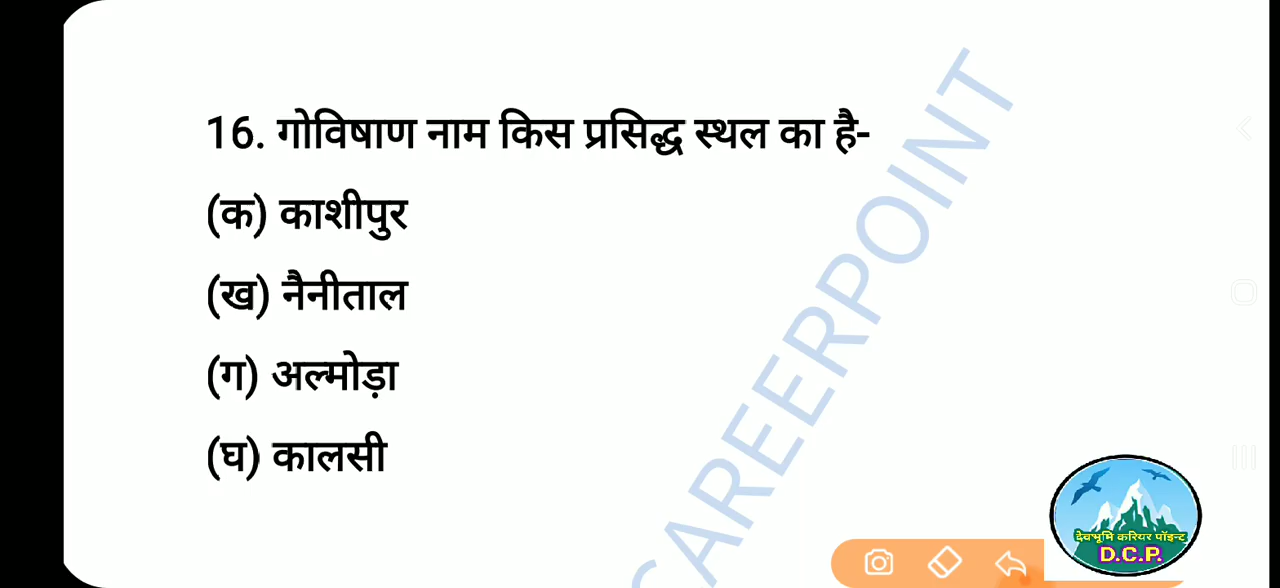 16. गोविषाण नाम किस प्रसिद्ध स्थल का है-
(क) काशीपुर
(ख) नैनीताल
(ग) अल्मोड़ा
(घ) कालसी
CAREERPOINT
देवभूमि करियर पॉइन्ट
D.C.P.